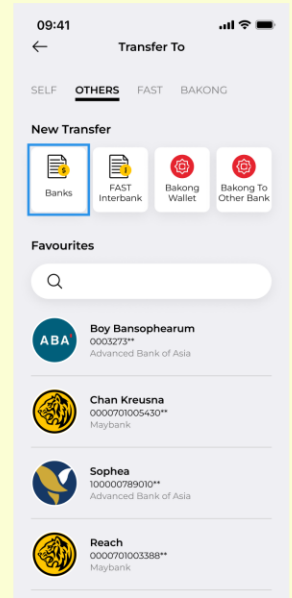 09:41
Transfer To
SELF OTHERS FAST BAKONG
New Transfer
Banks
FAST
Interbank
Bakong
Wallet
Bakong To
Other Bank
Favourites
ABA
Boy Bansophearum
0003273**
Advanced Bank of Asia
Chan Kreusna
0000701005430**
Maybank
Sophea
100000789010**
Advanced Bank of Asia
Reach
0000701003388**
Maybank